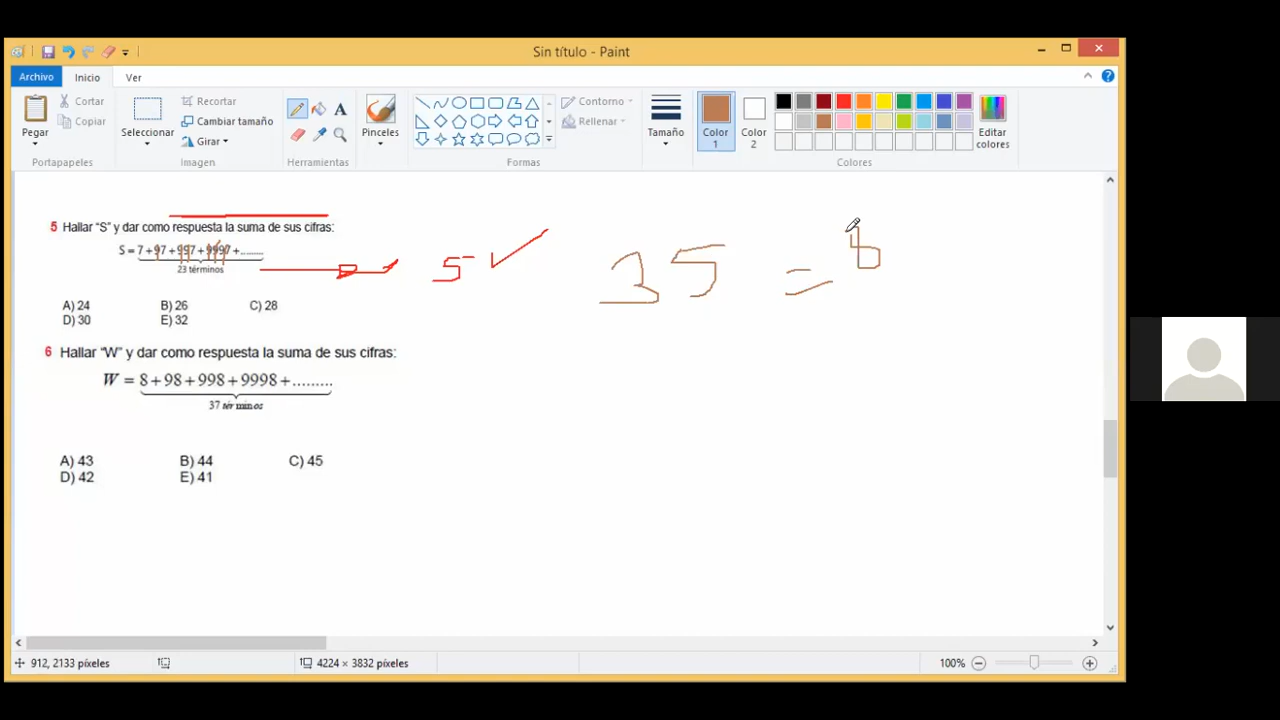 Sin título - Paint
Archivo Inicio Ver
Pegar
Cortar
Copiar
Portapapeles
Seleccionar
Recortar
Cambiar tamaño
Girar
Imagen
A
Herramientas
Pinceles
Contorno
Rellenar
Formas
Tamaño
Color 1
Color 2
Editar colores
Colores
5 Hallar “S” y dar como respuesta la suma de sus cifras:
S = 7 + 97 + 997 + 9997 + .........
23 términos
A) 24 B) 26 C) 28
D) 30 E) 32
5 35 = 8
6 Hallar “W” y dar como respuesta la suma de sus cifras:
W = 8 + 98 + 998 + 9998 + .........
37 términos
A) 43 B) 44 C) 45
D) 42 E) 41
912, 2133 píxeles 4224 × 3832 píxeles 100%